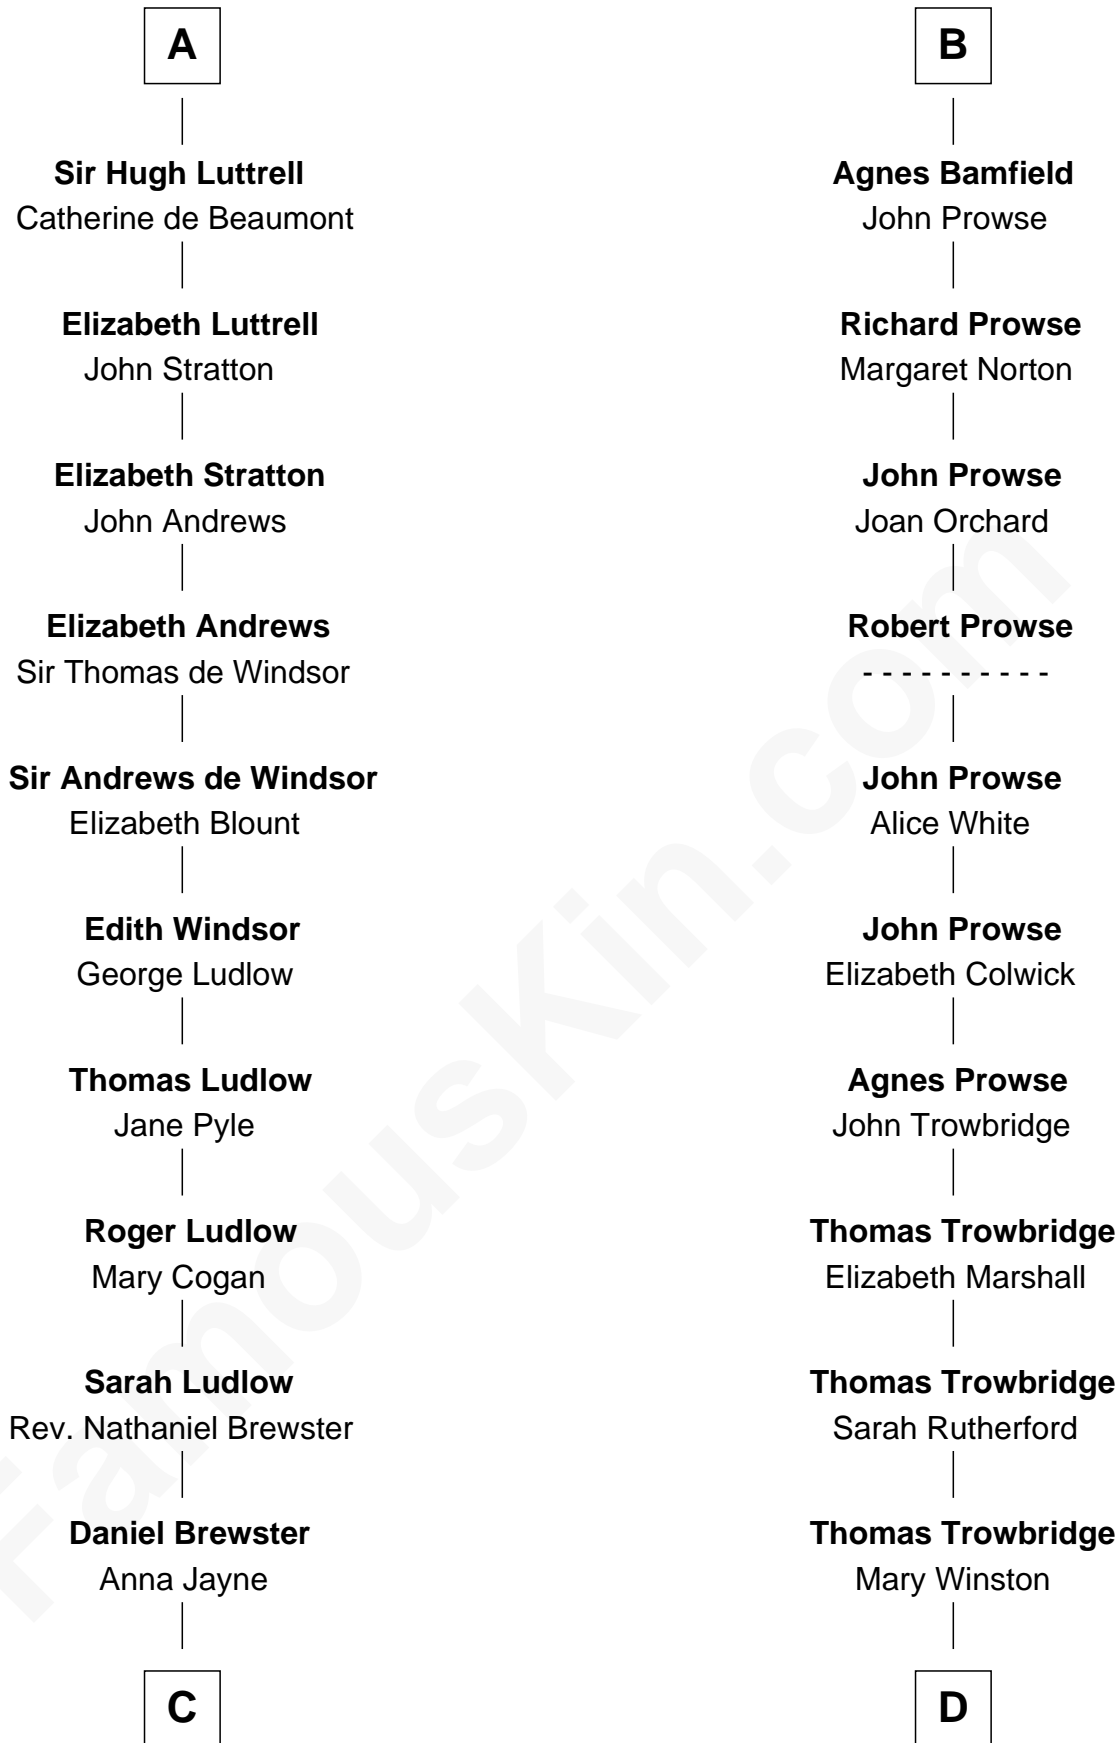 A
Sir Hugh Luttrell
Catherine de Beaumont
Elizabeth Luttrell
John Stratton
Elizabeth Stratton
John Andrews
Elizabeth Andrews
Sir Thomas de Windsor
Sir Andrews de Windsor
Elizabeth Blount
Edith Windsor
George Ludlow
Thomas Ludlow
Jane Pyle
Roger Ludlow
Mary Cogan
Sarah Ludlow
Rev. Nathaniel Brewster
Daniel Brewster
Anna Jayne
C
B
Agnes Bamfield
John Prowse
Richard Prowse
Margaret Norton
John Prowse
Joan Orchard
Robert Prowse
- - - - - - - - - -
John Prowse
Alice White
John Prowse
Elizabeth Colwick
Agnes Prowse
John Trowbridge
Thomas Trowbridge
Elizabeth Marshall
Thomas Trowbridge
Sarah Rutherford
Thomas Trowbridge
Mary Winston
D
FamousKin.com